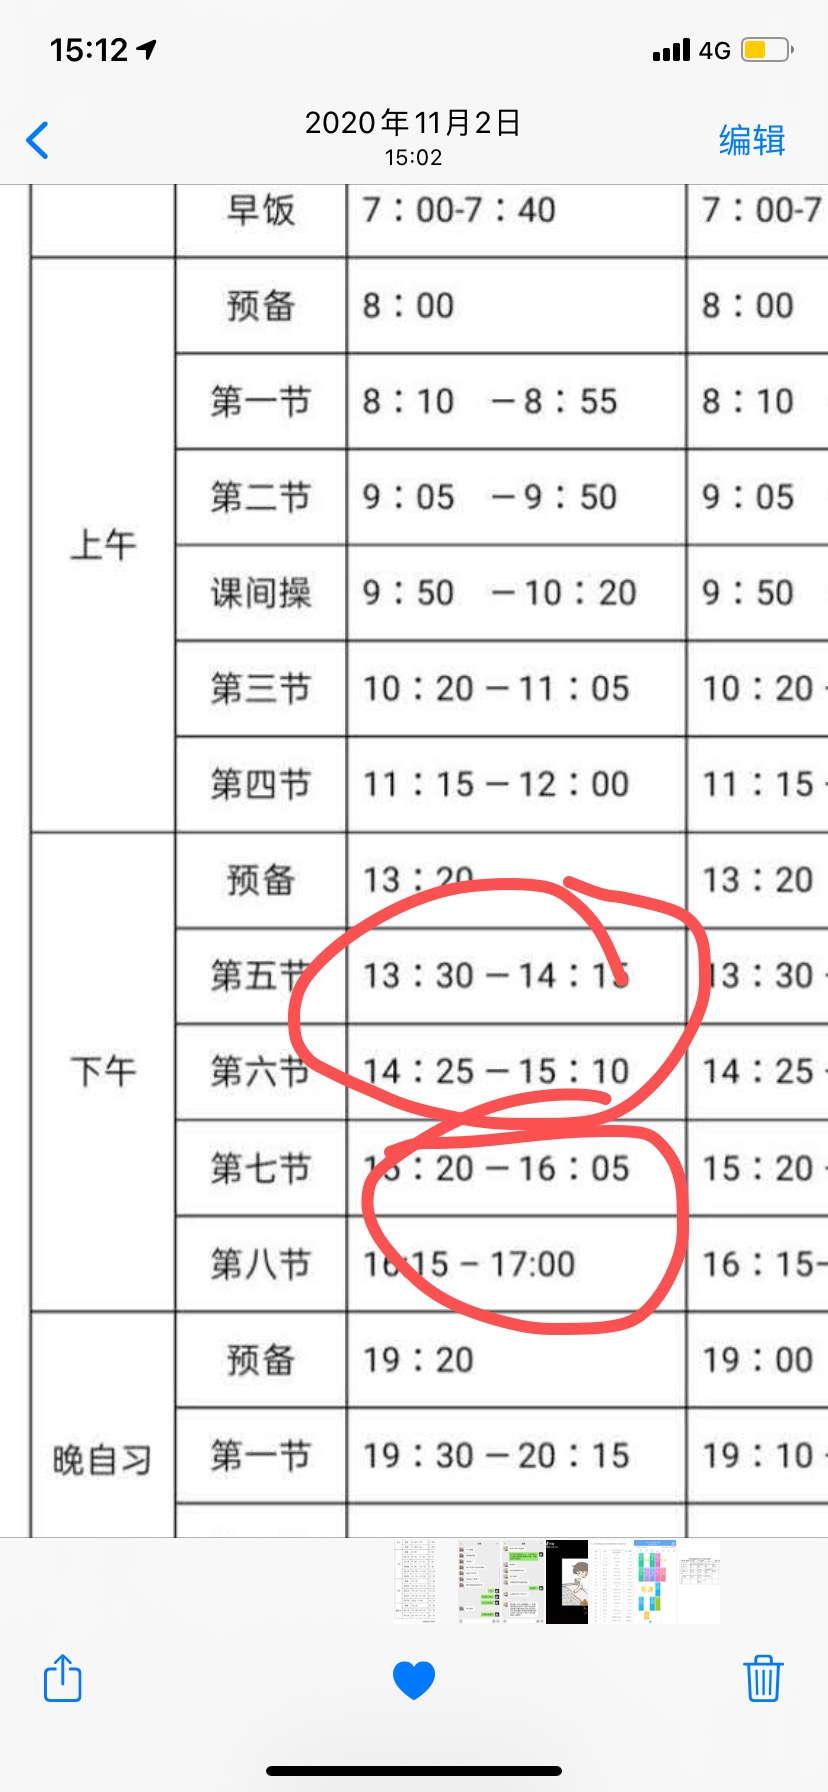 15:12
4G
2020年11月2日
15:02
编辑
早饭 7：00-7：40 7：00-7
预备 8：00 8：00
第一节 8：10 －8：55 8：10
第二节 9：05 －9：50 9：05
上午
课间操 9：50 －10：20 9：50
第三节 10：20－11：05 10：20
第四节 11：15－12：00 11：15
预备 13：20 13：20
第五节 13：30－14：15 13：30
下午 第六节 14：25－15：10 14：25
第七节 15：20－16：05 15：20
第八节 16:15－17:00 16：15－
预备 19：20 19：00
晚自习 第一节 19：30－20：15 19：10